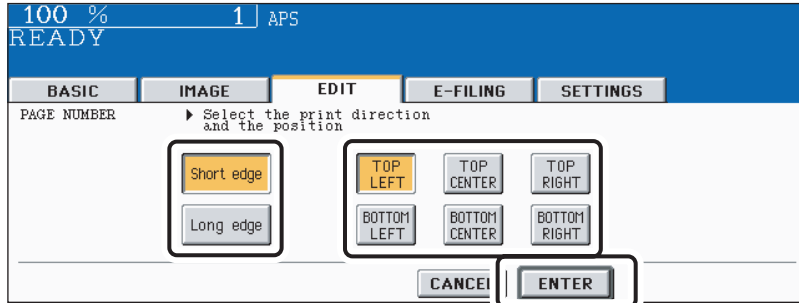 100 % 1 APS
READY
BASIC IMAGE EDIT E-FILING SETTINGS
PAGE NUMBER Select the print direction
and the position
Short edge TOP LEFT TOP CENTER TOP RIGHT
Long edge BOTTOM LEFT BOTTOM CENTER BOTTOM RIGHT
CANCEL ENTER